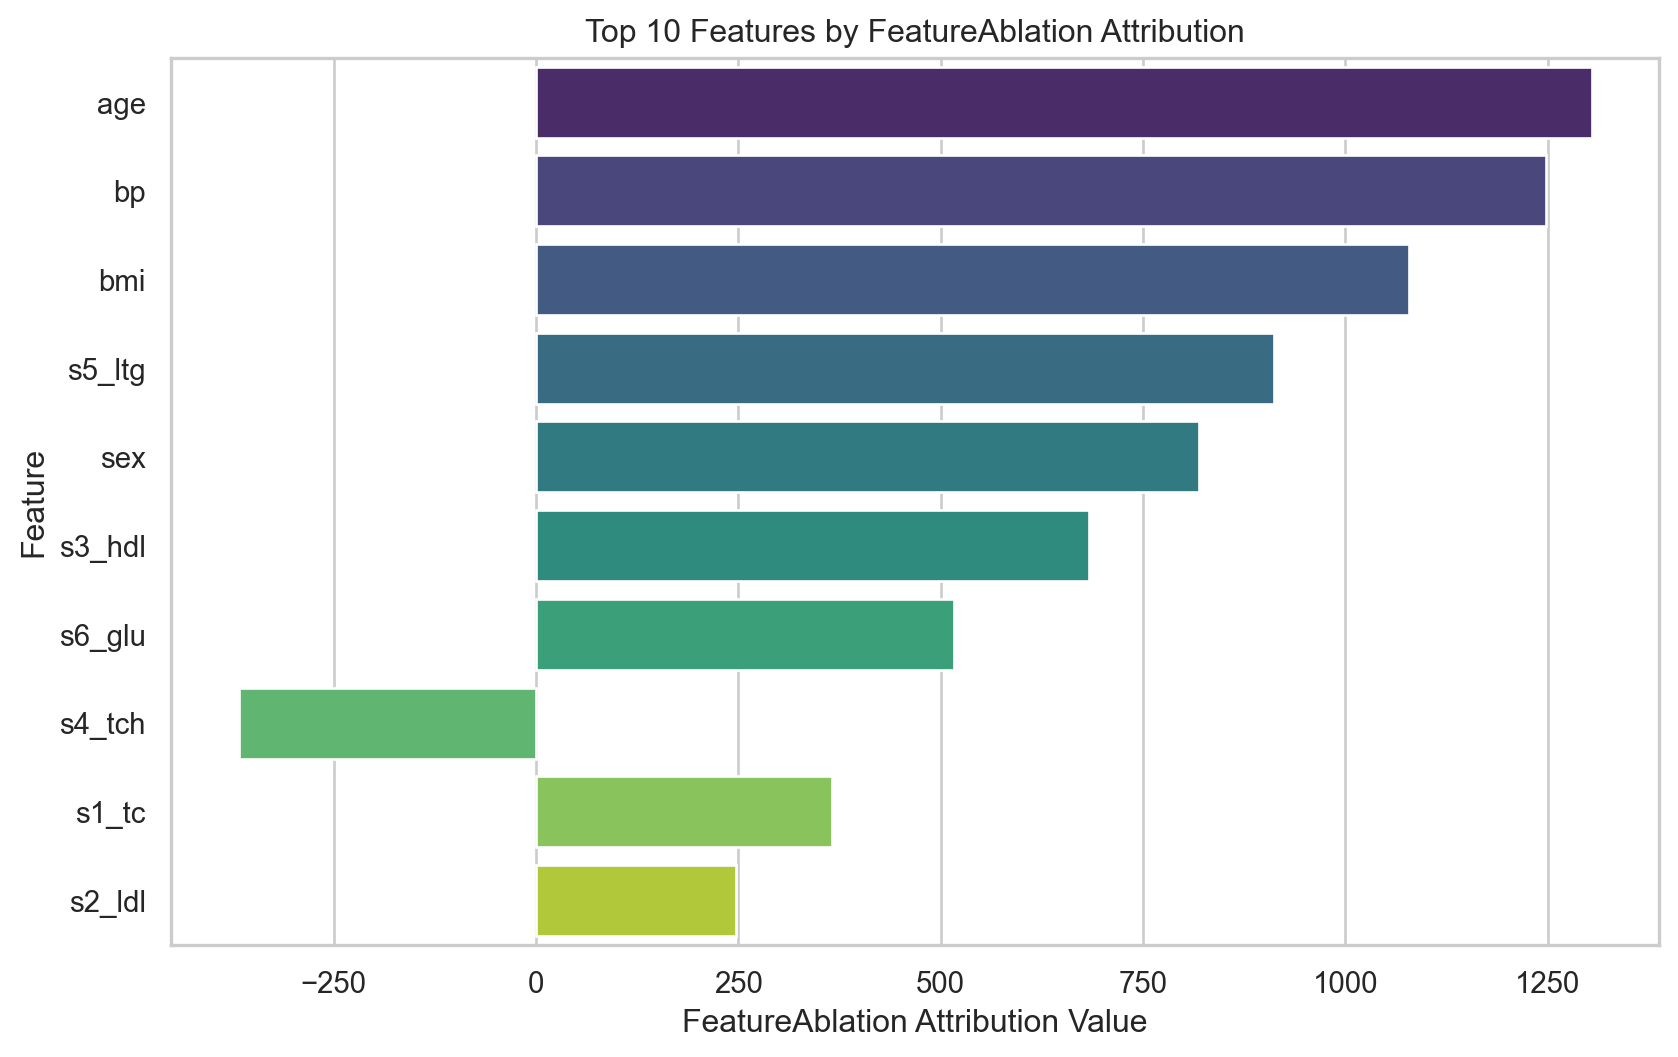 Top 10 Features by FeatureAblation Attribution
age
bp
bmi
s5_ltg
sex
s3_hdl
s6_glu
s4_tch
s1_tc
s2_ldl
Feature
−250 0 250 500 750 1000 1250
FeatureAblation Attribution Value